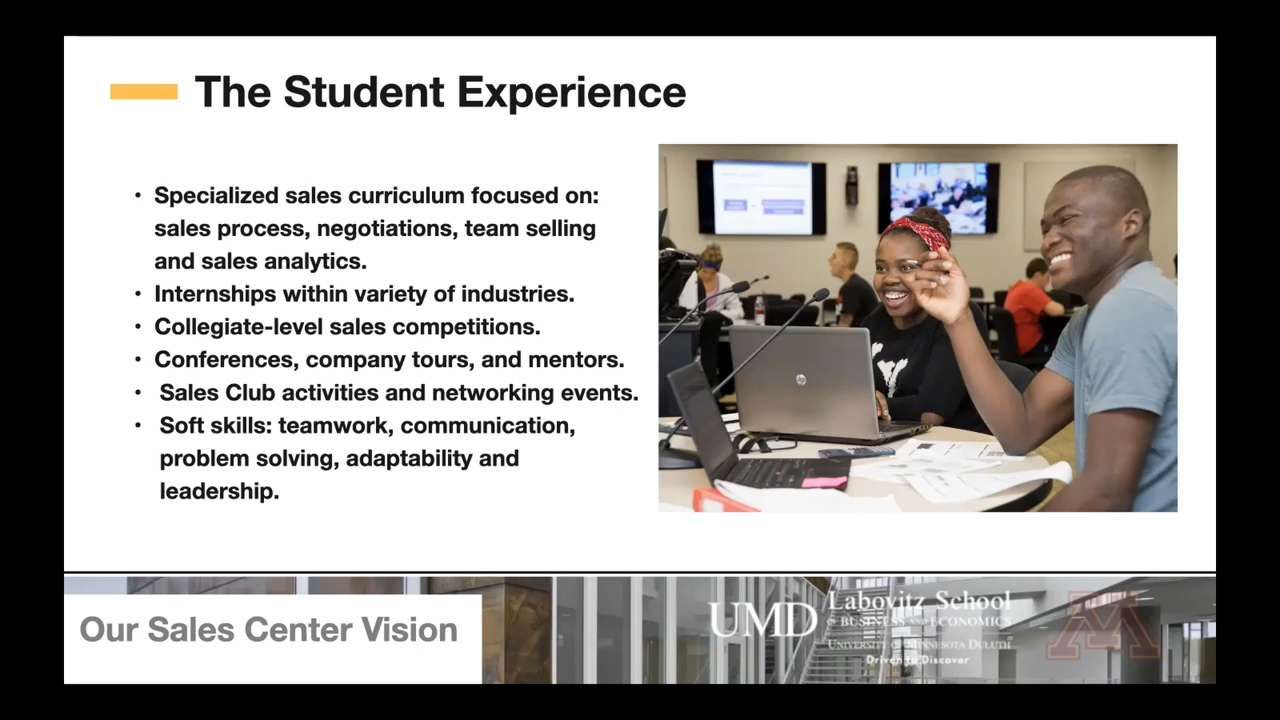 The Student Experience
• Specialized sales curriculum focused on:
sales process, negotiations, team selling
and sales analytics.
• Internships within variety of industries.
• Collegiate-level sales competitions.
• Conferences, company tours, and mentors.
• Sales Club activities and networking events.
• Soft skills: teamwork, communication,
problem solving, adaptability and
leadership.
hp
Our Sales Center Vision
UMD
Labovitz School
OF BUSINESS AND ECONOMICS
UNIVERSITY OF MINNESOTA DULUTH
Driven to Discover
M